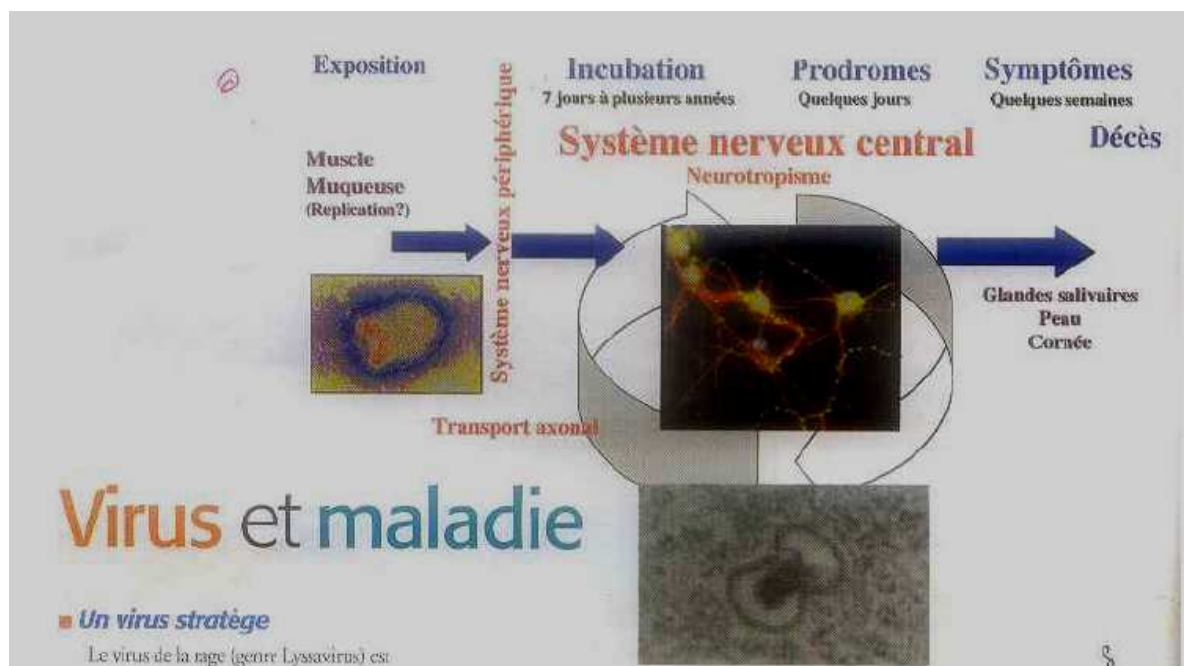 Exposition
Incubation
Prodromes
Symptômes
7 jours à plusieurs années
Quelques jours
Quelques semaines
Système nerveux central
Décès
Neurotropisme
Muscle
Muqueuse
(Replication?)
Système nerveux périphérique
Glandes salivaires
Peau
Cornée
Transport axonal
Virus et maladie
Un virus stratège
Le virus de la rage (genre Lyssavirus) est